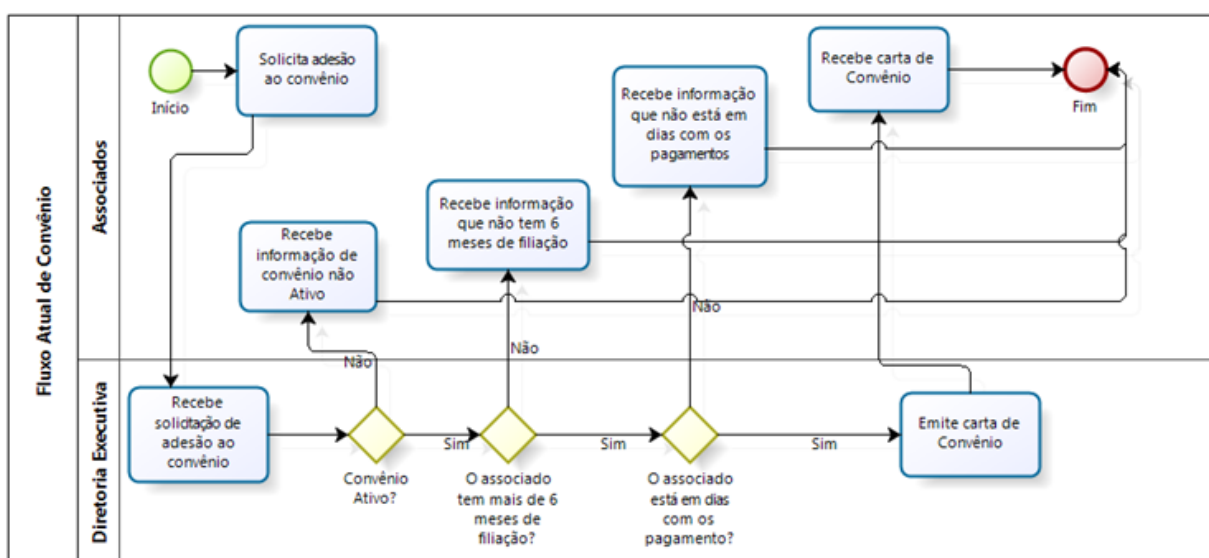 Fluxo Atual de Convênio
Associados
Início
Solicita adesão
ao convênio
Recebe
informação de
convênio não
Ativo
Recebe informação
que não tem 6
meses de filiação
Recebe informação
que não está em
dias com os
pagamentos
Recebe carta de
Convênio
Fim
Não
Não
Não
Diretoria Executiva
Recebe
solicitação de
adesão ao
convênio
Convênio
Ativo?
Sim
O associado
tem mais de 6
meses de
filiação?
Sim
O associado
está em dias
com os
pagamento?
Sim
Emite carta de
Convênio